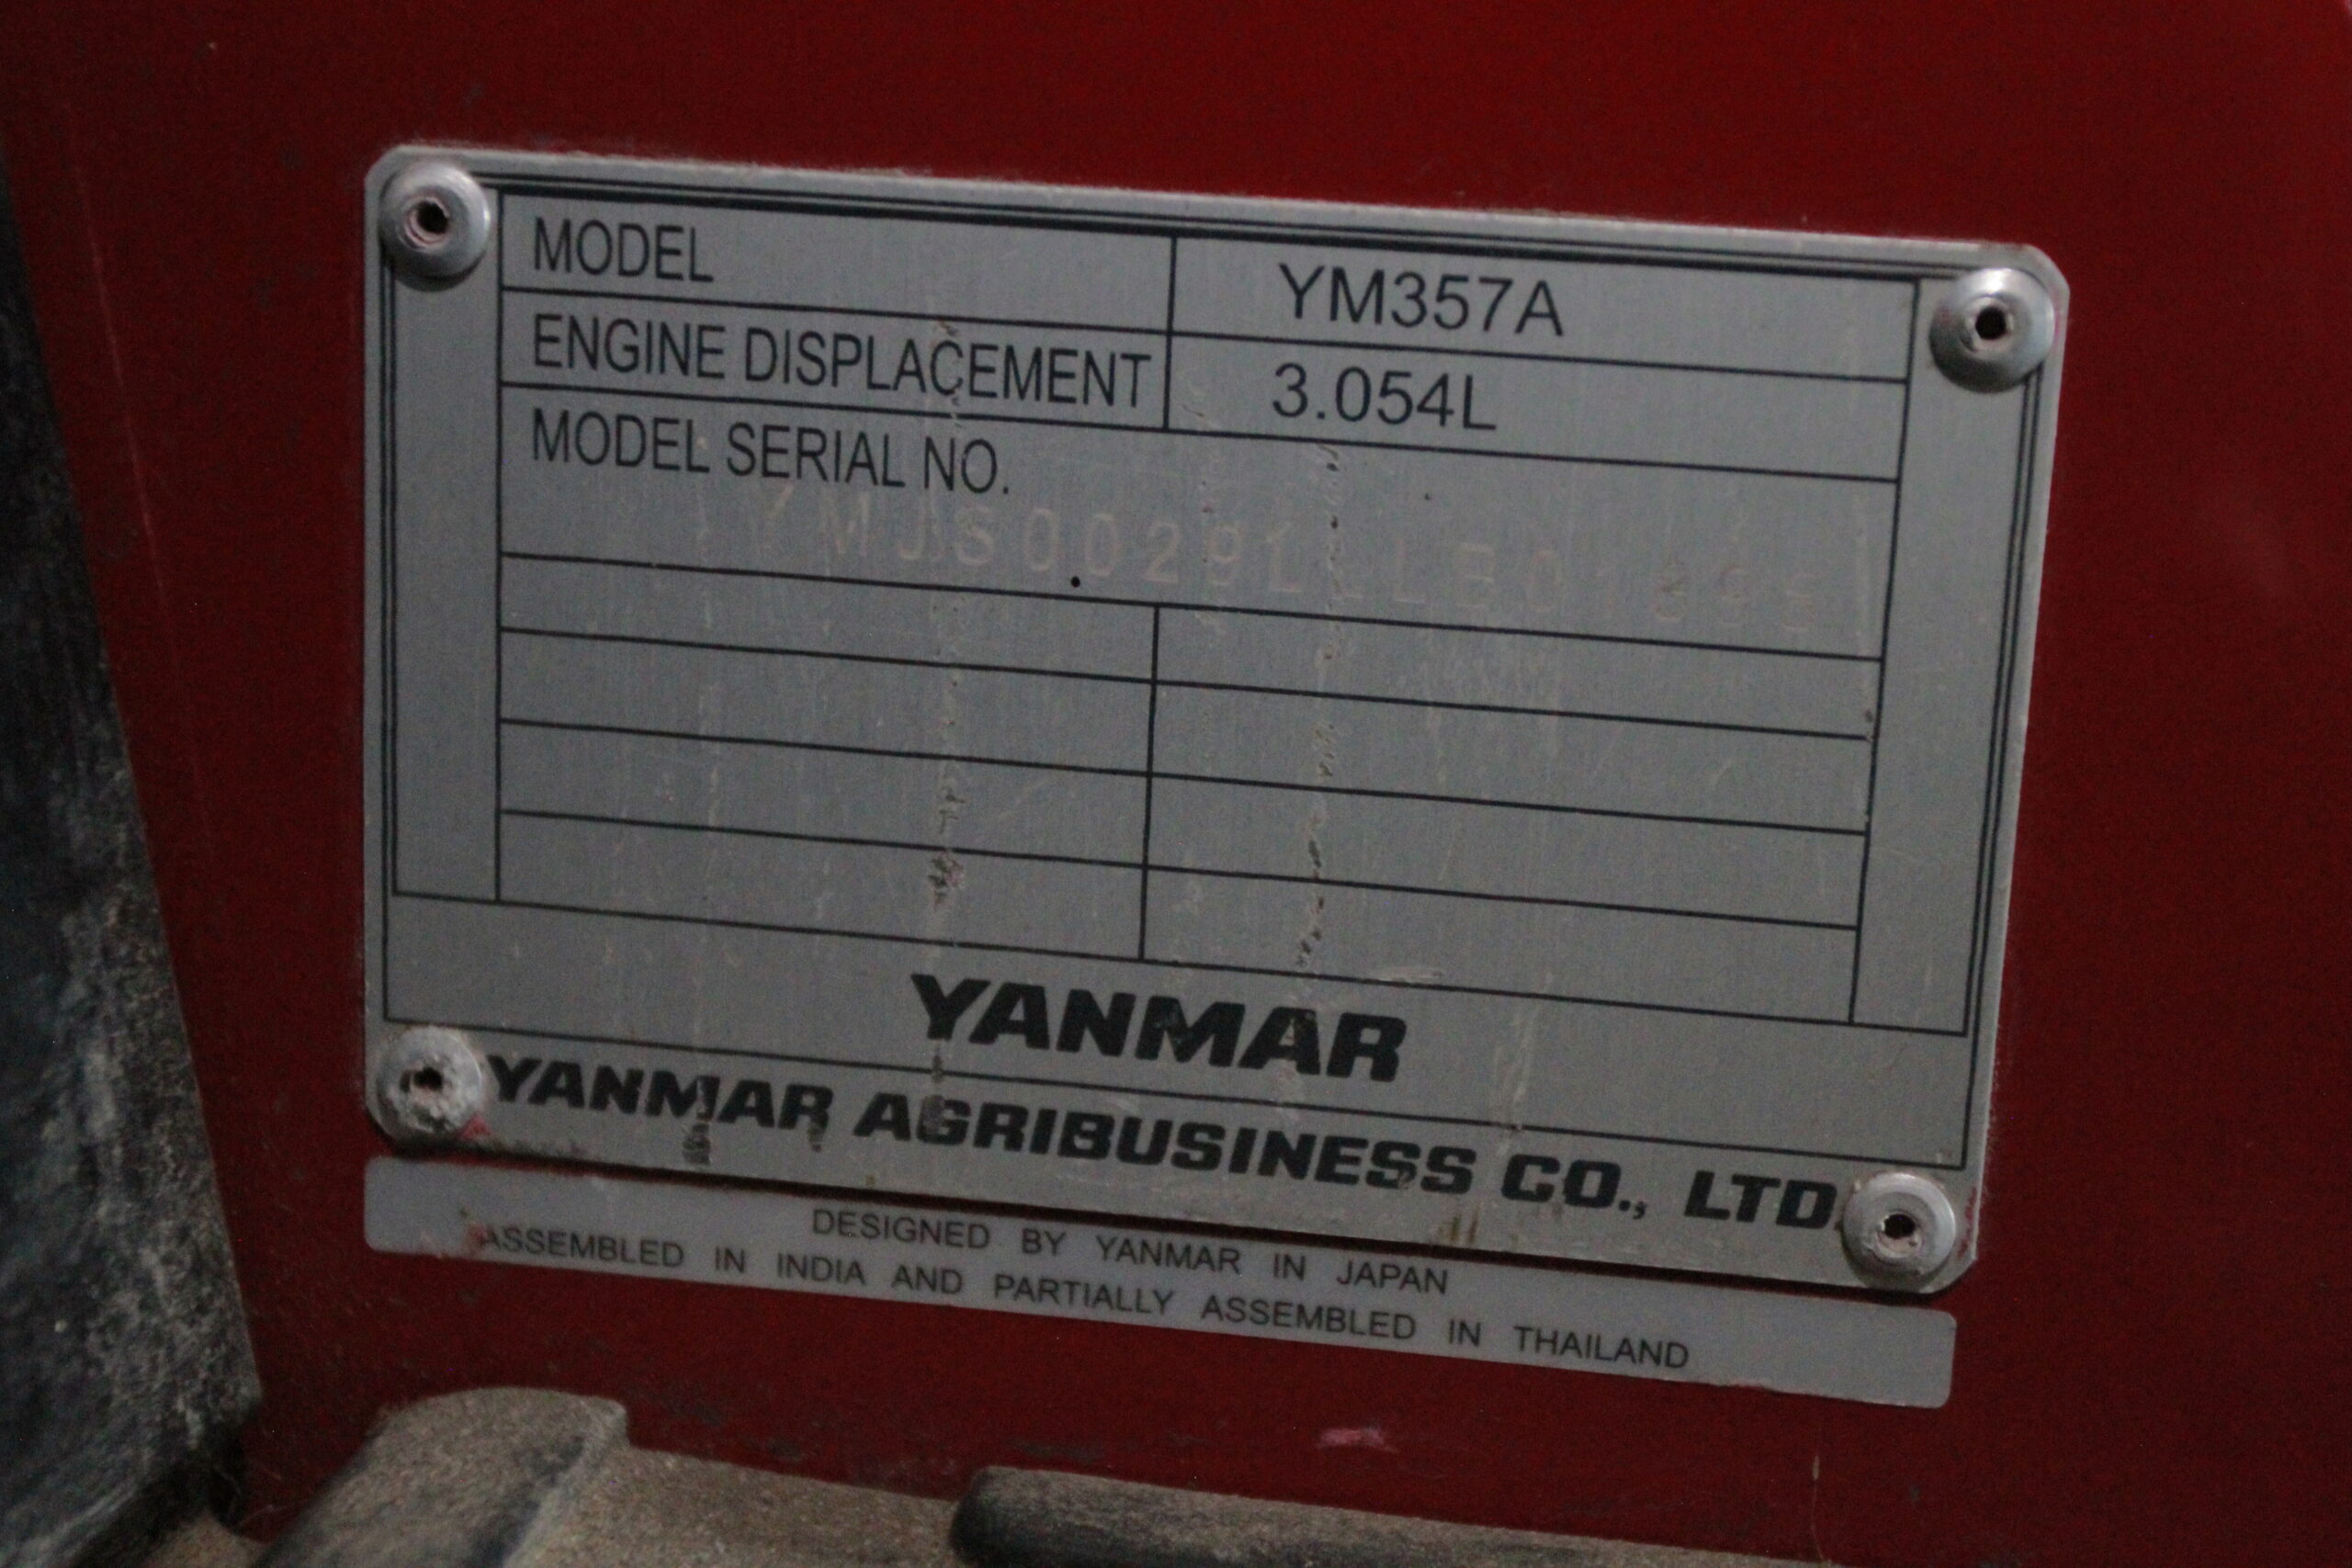 MODEL YM357A
ENGINE DISPLACEMENT 3.054L
MODEL SERIAL NO.
YANMAR
YANMAR AGRIBUSINESS CO., LTD.
DESIGNED BY YANMAR IN JAPAN
ASSEMBLED IN INDIA AND PARTIALLY ASSEMBLED IN THAILAND